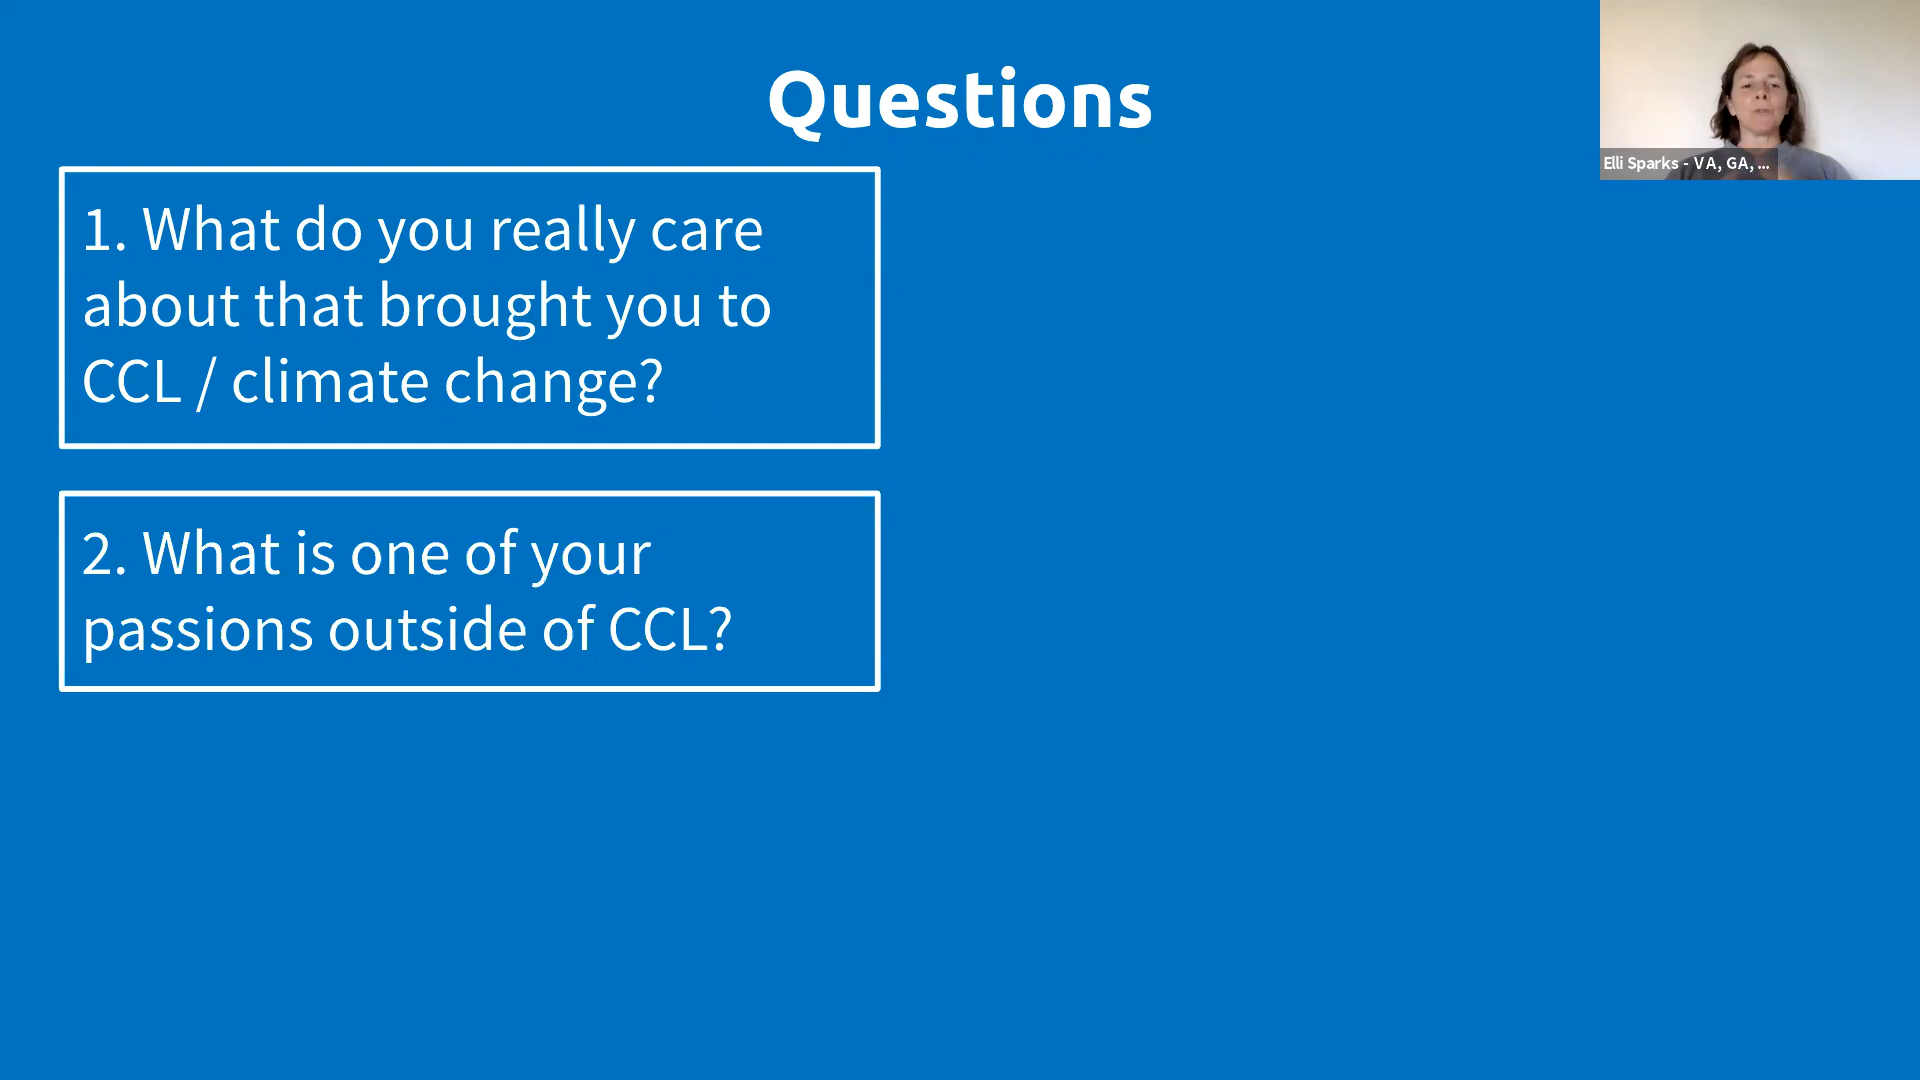 Questions
Elli Sparks - VA, GA, ...
1. What do you really care
about that brought you to
CCL / climate change?
2. What is one of your
passions outside of CCL?